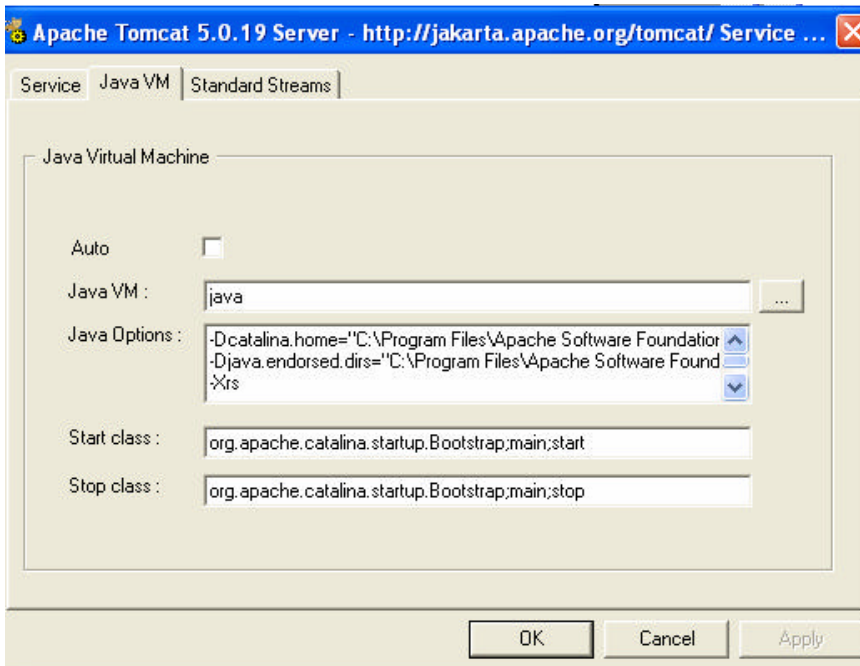 Apache Tomcat 5.0.19 Server - http://jakarta.apache.org/tomcat/ Service ...
Service Java VM Standard Streams
Java Virtual Machine
Auto
Java VM : java ...
Java Options : -Dcatalina.home="C:\Program Files\Apache Software Foundation
-Djava.endorsed.dirs="C:\Program Files\Apache Software Found
-Xrs
Start class : org.apache.catalina.startup.Bootstrap;main;start
Stop class : org.apache.catalina.startup.Bootstrap;main;stop
OK Cancel Apply